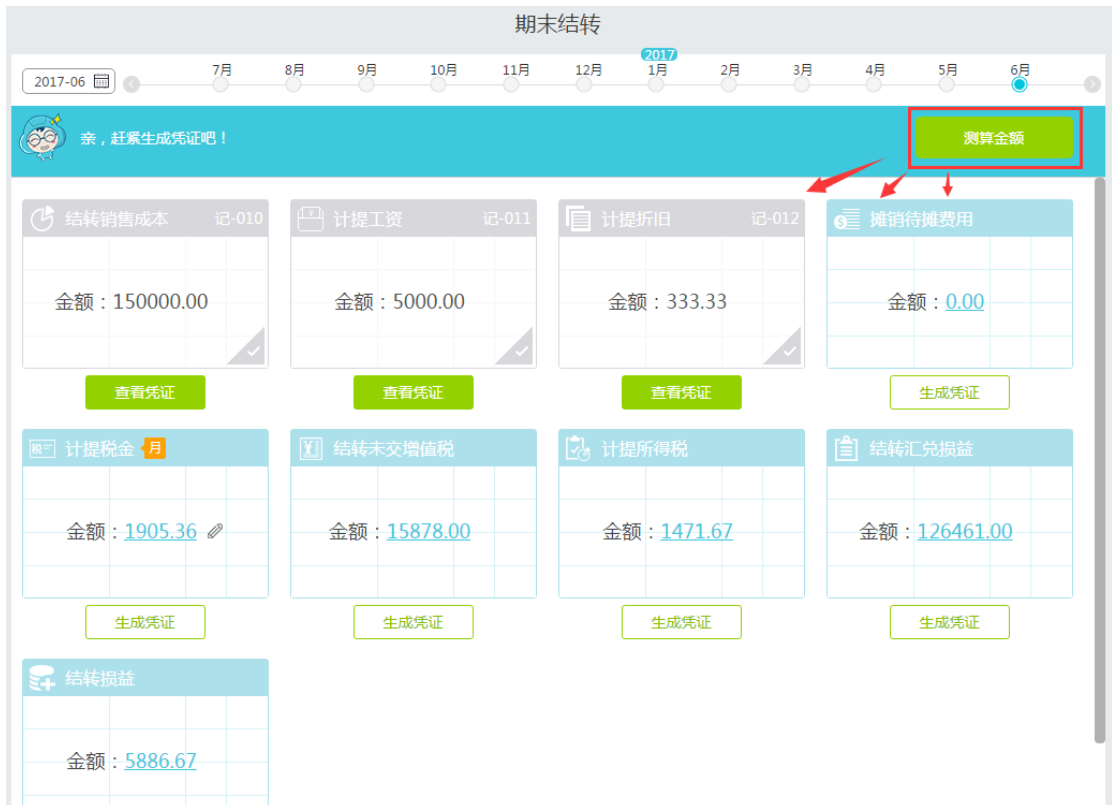 期末结转
2017
2017-06 7月 8月 9月 10月 11月 12月 1月 2月 3月 4月 5月 6月
亲，赶紧生成凭证吧！ 测算金额
结转销售成本 记-010 计提工资 记-011 计提折旧 记-012 摊销待摊费用
金额：150000.00 金额：5000.00 金额：333.33 金额：0.00
查看凭证 查看凭证 查看凭证 生成凭证
税 计提税金 月 结转未交增值税 计提所得税 结转汇兑损益
金额：1905.36 金额：15878.00 金额：1471.67 金额：126461.00
生成凭证 生成凭证 生成凭证 生成凭证
结转损益
金额：5886.67